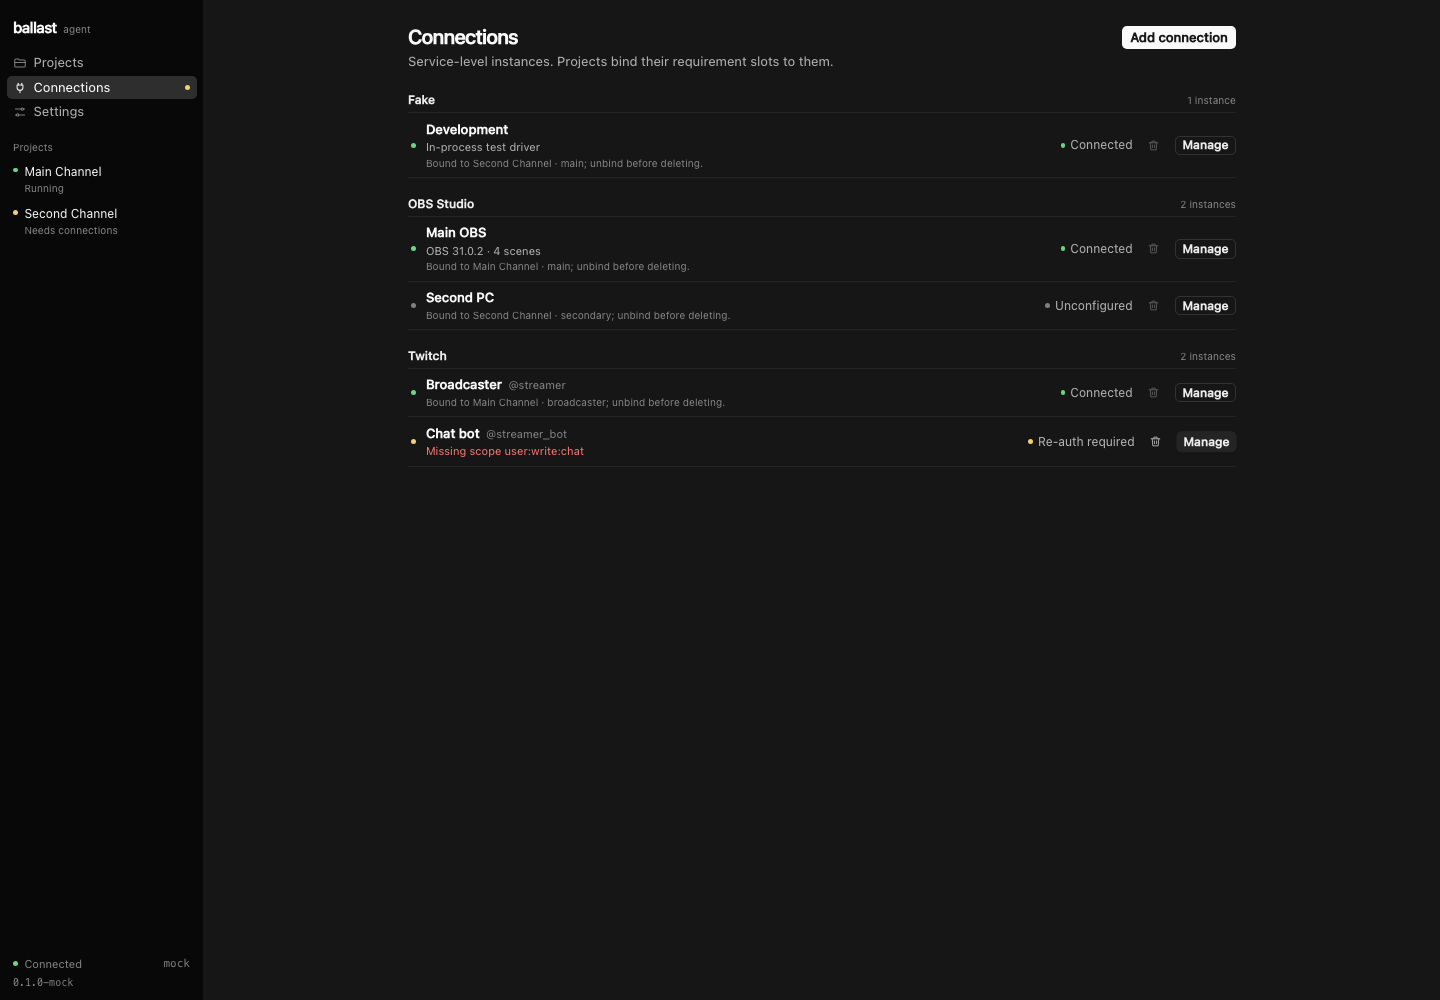 ballast agent
Projects
Connections
Settings
Projects
Main Channel
Running
Second Channel
Needs connections
Connected mock
0.1.0-mock
Connections
Add connection
Service-level instances. Projects bind their requirement slots to them.
Fake 1 instance
Development
In-process test driver
Bound to Second Channel · main; unbind before deleting.
Connected Manage
OBS Studio 2 instances
Main OBS
OBS 31.0.2 · 4 scenes
Bound to Main Channel · main; unbind before deleting.
Connected Manage
Second PC
Bound to Second Channel · secondary; unbind before deleting.
Unconfigured Manage
Twitch 2 instances
Broadcaster @streamer
Bound to Main Channel · broadcaster; unbind before deleting.
Connected Manage
Chat bot @streamer_bot
Missing scope user:write:chat
Re-auth required Manage